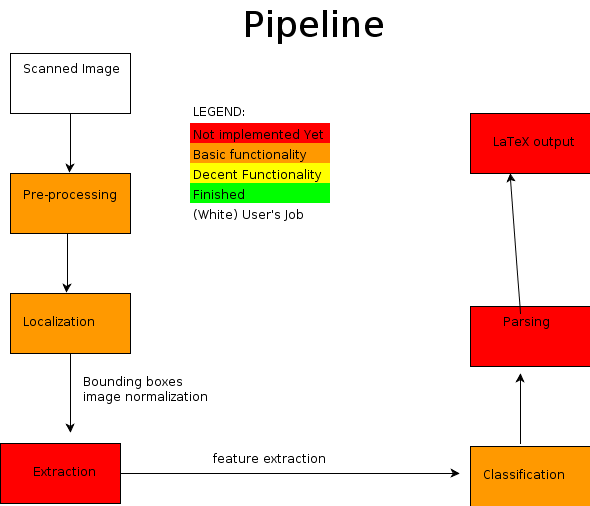 Pipeline
Scanned Image
LEGEND:
Not implemented Yet
Basic functionality
Decent Functionality
Finished
(White) User's Job
Pre-processing
Localization
Bounding boxes
image normalization
Extraction
feature extraction
Classification
Parsing
LaTeX output